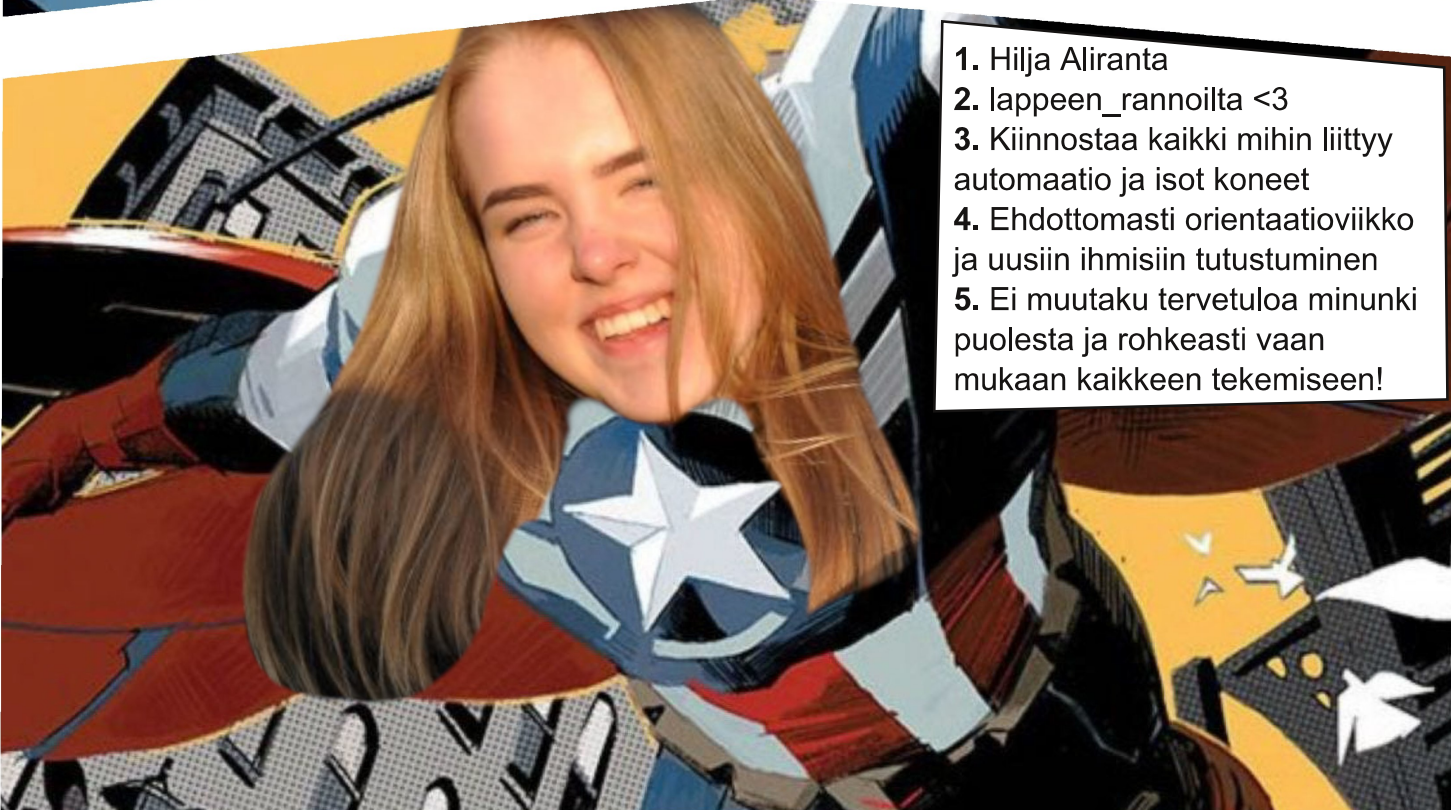 1. Hilja Aliranta
2. lappeen_rannoilta <3
3. Kiinnostaa kaikki mihin liittyy
automaatio ja isot koneet
4. Ehdottomasti orientaatioviikko
ja uusiin ihmisiin tutustuminen
5. Ei muutaku tervetuloa minunki
puolesta ja rohkeasti vaan
mukaan kaikkeen tekemiseen!